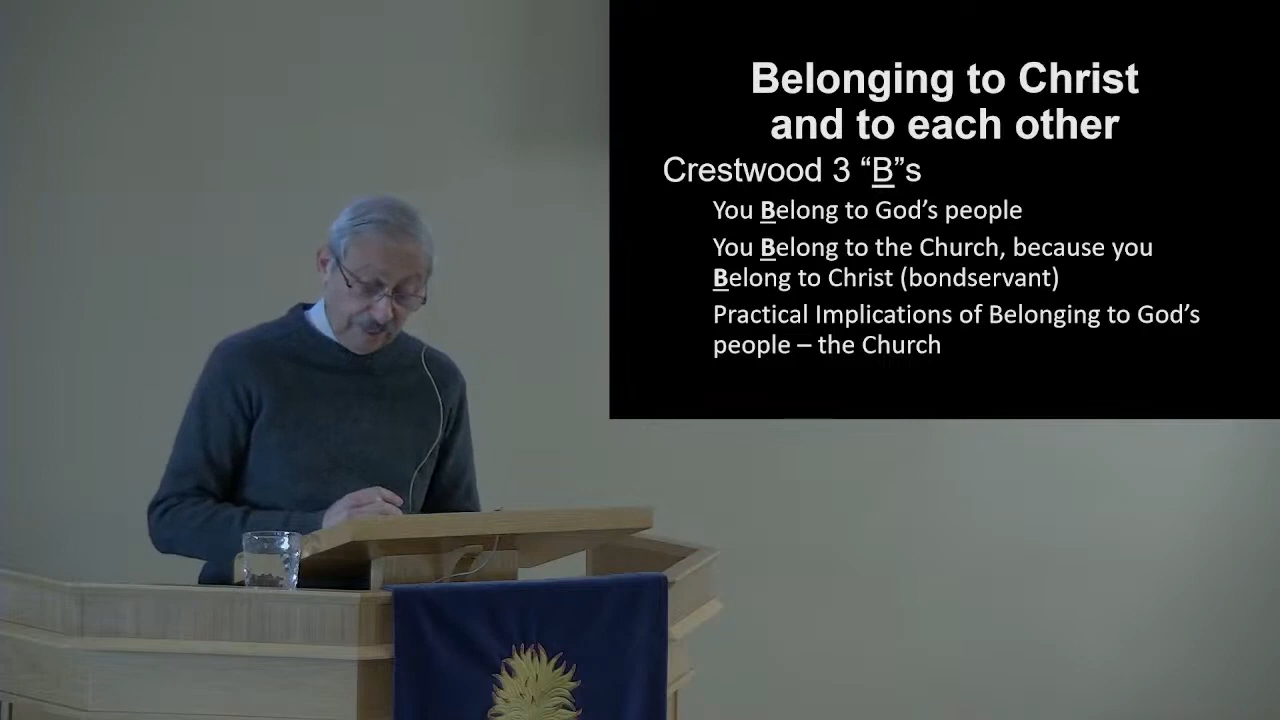 Belonging to Christ
and to each other
Crestwood 3 “B”s
You Belong to God’s people
You Belong to the Church, because you
Belong to Christ (bondservant)
Practical Implications of Belonging to God’s
people – the Church